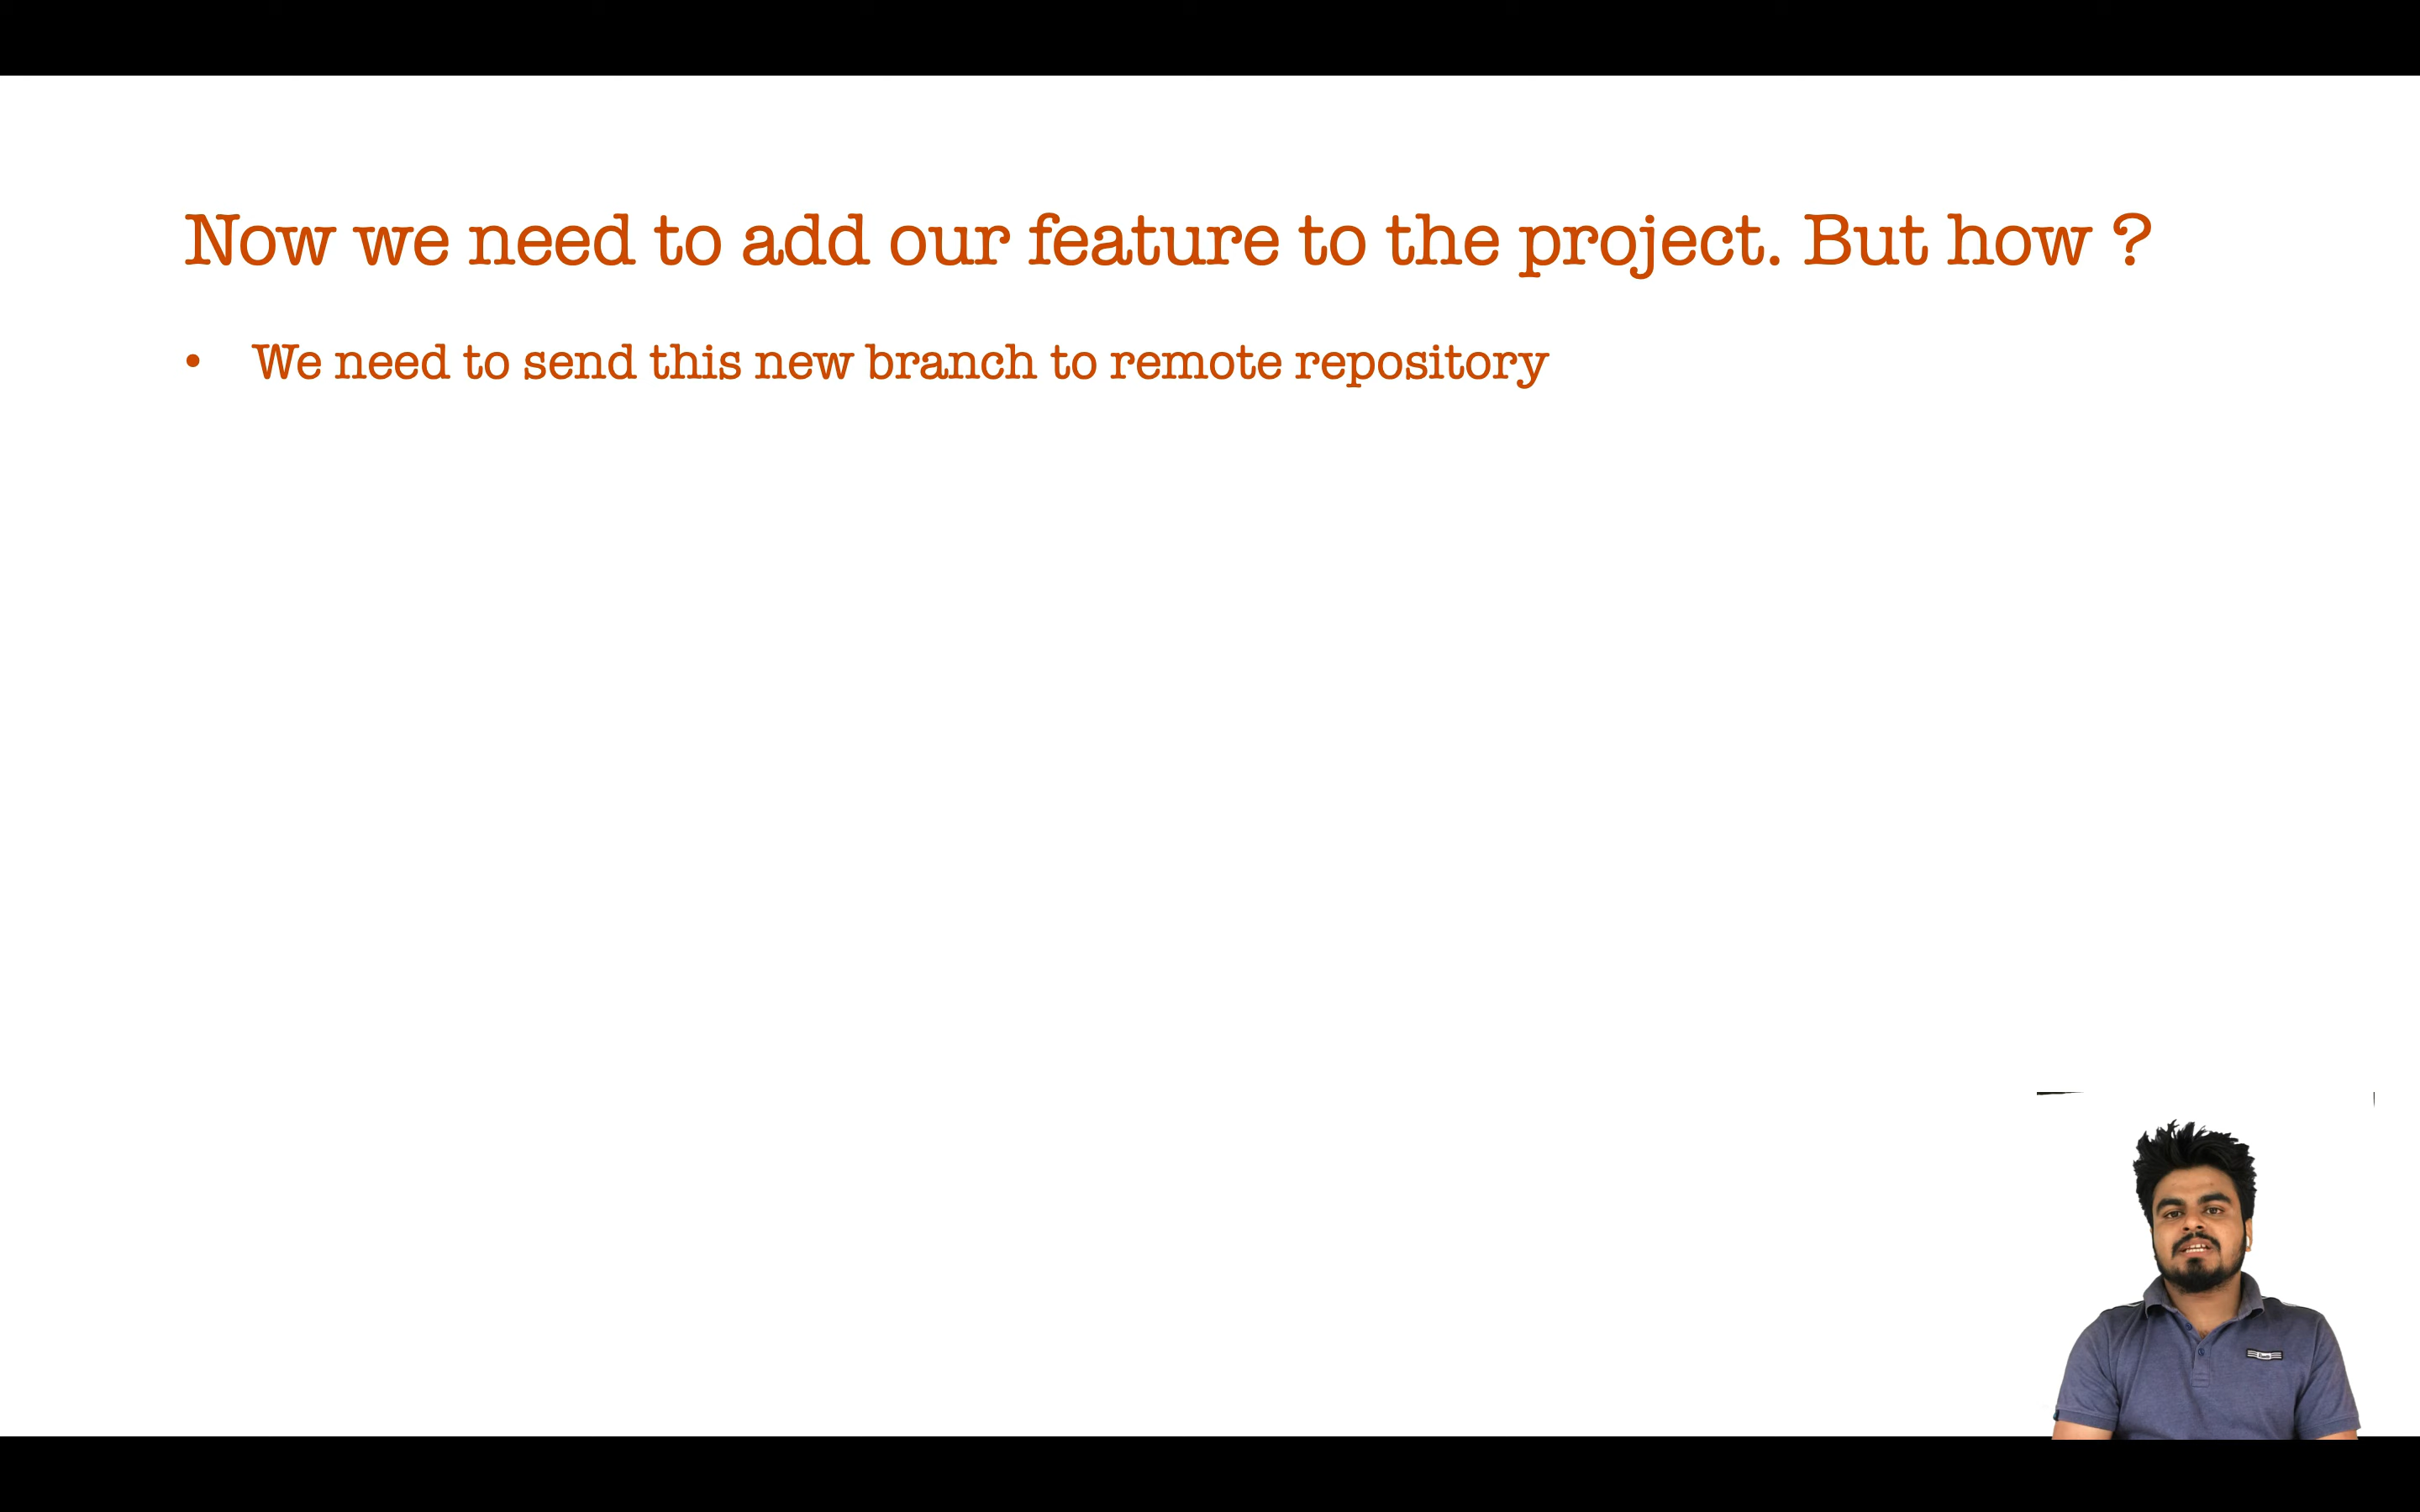 Now we need to add our feature to the project. But how ?
• We need to send this new branch to remote repository